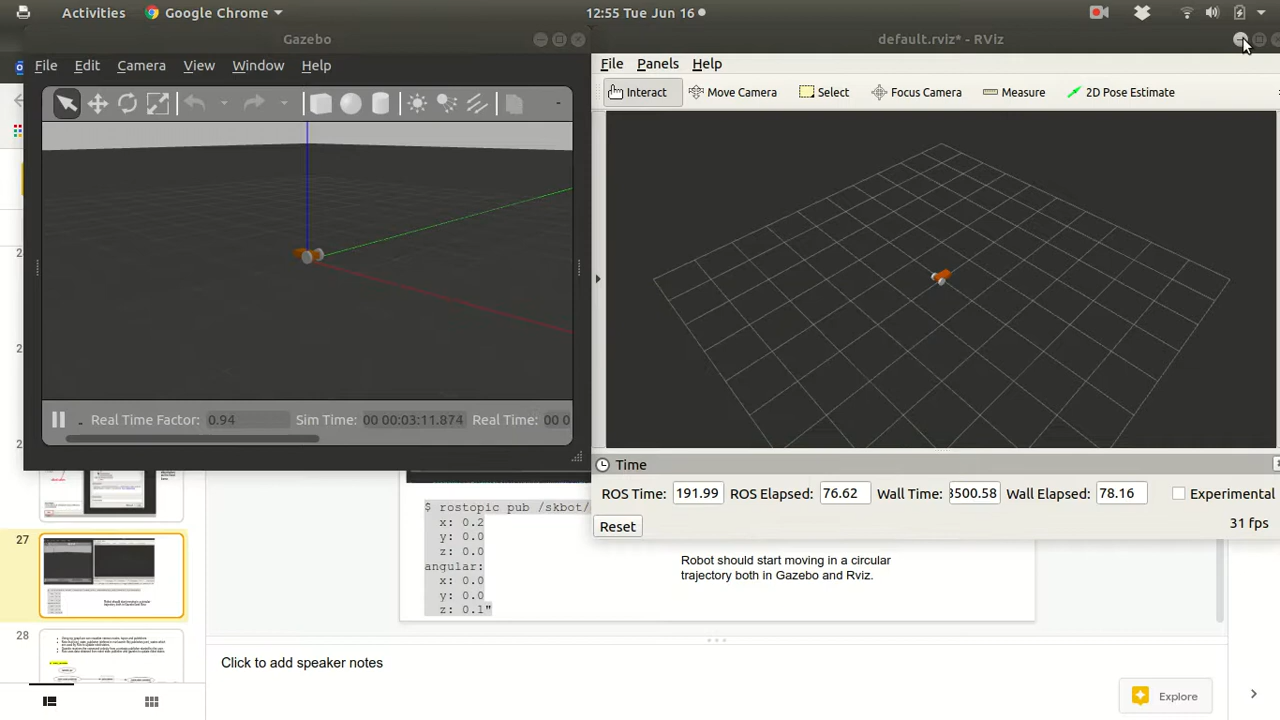 Activities Google Chrome 12:55 Tue Jun 16
Gazebo
File Edit Camera View Window Help
Real Time Factor: 0.94 Sim Time: 00 00:03:11.874 Real Time: 00 0
default.rviz* - RViz
File Panels Help
Interact Move Camera Select Focus Camera Measure 2D Pose Estimate
Time
ROS Time: 191.99 ROS Elapsed: 76.62 Wall Time: 3500.58 Wall Elapsed: 78.16 Experimental
Reset 31 fps
27
28
$ rostopic pub /skbot/
x: 0.2
y: 0.0
z: 0.0
angular:
x: 0.0
y: 0.0
z: 0.1"
Robot should start moving in a circular
trajectory both in Gazebo and Rviz.
Click to add speaker notes
Explore